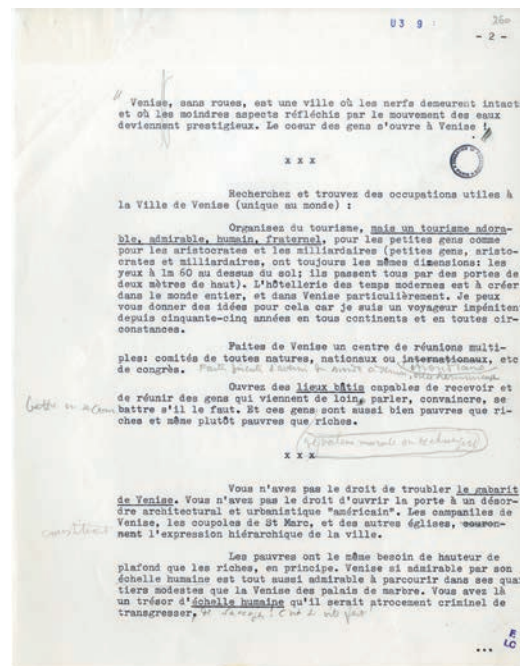 U3 9
260
- 2 -
" Venise, sans roues, est une ville où les nerfs demeurent intact
et où les moindres aspects réfléchis par le mouvement des eaux
deviennent prestigieux. Le coeur des gens s'ouvre à Venise !
x x x
Recherchez et trouvez des occupations utiles à
la Ville de Venise (unique au monde) :
Organisez du tourisme, mais un tourisme adora-
ble, admirable, humain, fraternel, pour les petites gens comme
pour les aristocrates et les milliardaires (petites gens, aristo-
crates et milliardaires, ont toujours les mêmes dimensions: les
yeux à 1m 60 au dessus du sol; ils passent tous par des portes de
deux mètres de haut). L'hôtellerie des temps modernes est à créer
dans le monde entier, et dans Venise particulièrement. Je peux
vous donner des idées pour cela car je suis un voyageur impéniten
depuis cinquante-cinq années en tous continents et en toutes cir-
constances.
Faites de Venise un centre de réunions multi-
ples: comités de toutes natures, nationaux ou internationaux, etc
de congrès.
Ouvrez des lieux bâtis capables de recevoir et
de réunir des gens qui viennent de loin, parler, convaincre, se
battre s'il le faut. Et ces gens sont aussi bien pauvres que ri-
ches et même plutôt pauvres que riches.
morale ou technique
x x x
Vous n'avez pas le droit de troubler le gabarit
de Venise. Vous n'avez pas le droit d'ouvrir la porte à un désor-
dre architectural et urbanistique "américain". Les campaniles de
Venise, les coupoles de St Marc, et des autres églises, couron-
nent l'expression hiérarchique de la ville.
Les pauvres ont le même besoin de hauteur de
plafond que les riches, en principe. Venise si admirable par son
échelle humaine est tout aussi admirable à parcourir dans ses quar
tiers modestes que la Venise des palais de marbre. Vous avez là
un trésor d'échelle humaine qu'il serait atrocement criminel de
transgresser,
...